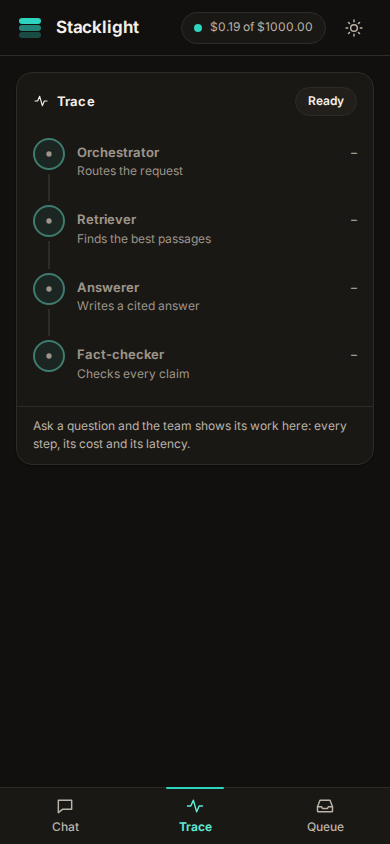 Stacklight
$0.19 of $1000.00
Trace
Ready
Orchestrator
–
Routes the request
Retriever
–
Finds the best passages
Answerer
–
Writes a cited answer
Fact-checker
–
Checks every claim
Ask a question and the team shows its work here: every
step, its cost and its latency.
Chat
Trace
Queue